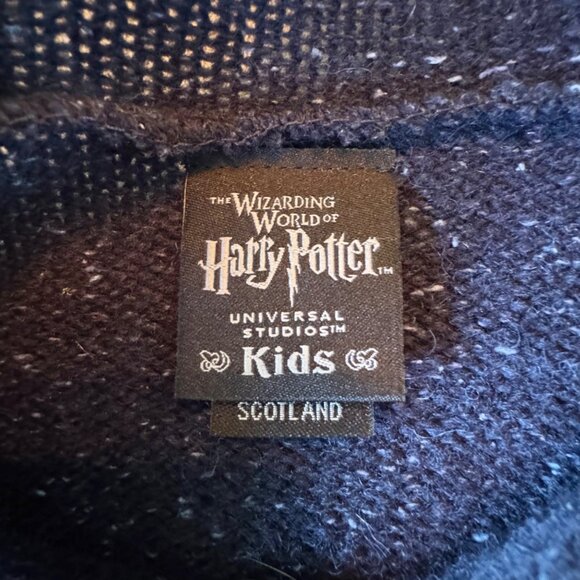 THE WIZARDING
WORLD OF
Harry Potter™
UNIVERSAL
STUDIOS™
Kids
SCOTLAND